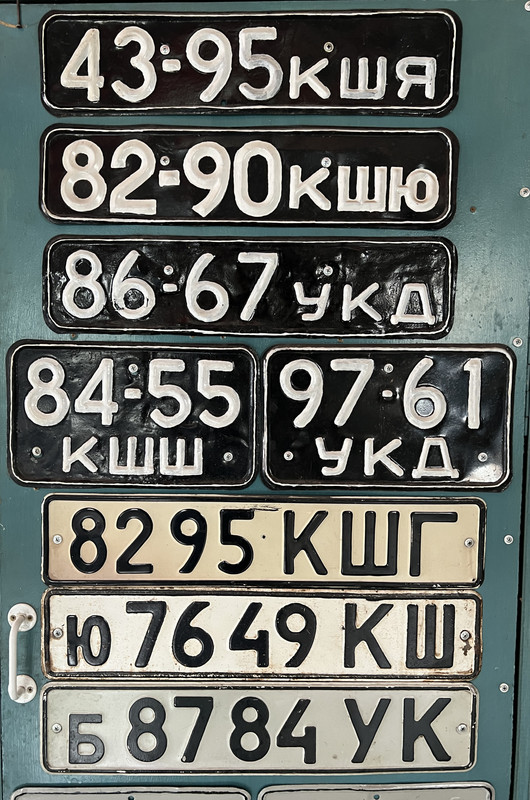 43-95 КШЯ
82-90 КШЮ
86-67 УКД
84-55
КШШ
97-61
УКД
8295 КШГ
Ю 7649 КШ
Б 8784 УК